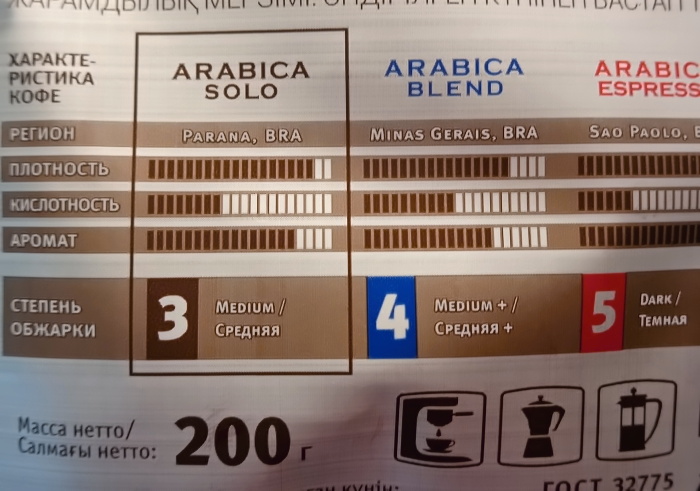 ХАРАКТЕ-
РИСТИКА
КОФЕ
ARABICA
SOLO
ARABICA
BLEND
ARABIC
ESPRESS
РЕГИОН
PARANA, BRA
MINAS GERAIS, BRA
SAO PAOLO,
ПЛОТНОСТЬ
КИСЛОТНОСТЬ
АРОМАТ
СТЕПЕНЬ
ОБЖАРКИ
3
MEDIUM /
СРЕДНЯЯ
4
MEDIUM + /
СРЕДНЯЯ +
5
DARK /
ТЕМНАЯ
Масса нетто/
Салмағы нетто:
200 г
күнін:
ГОСТ 32775